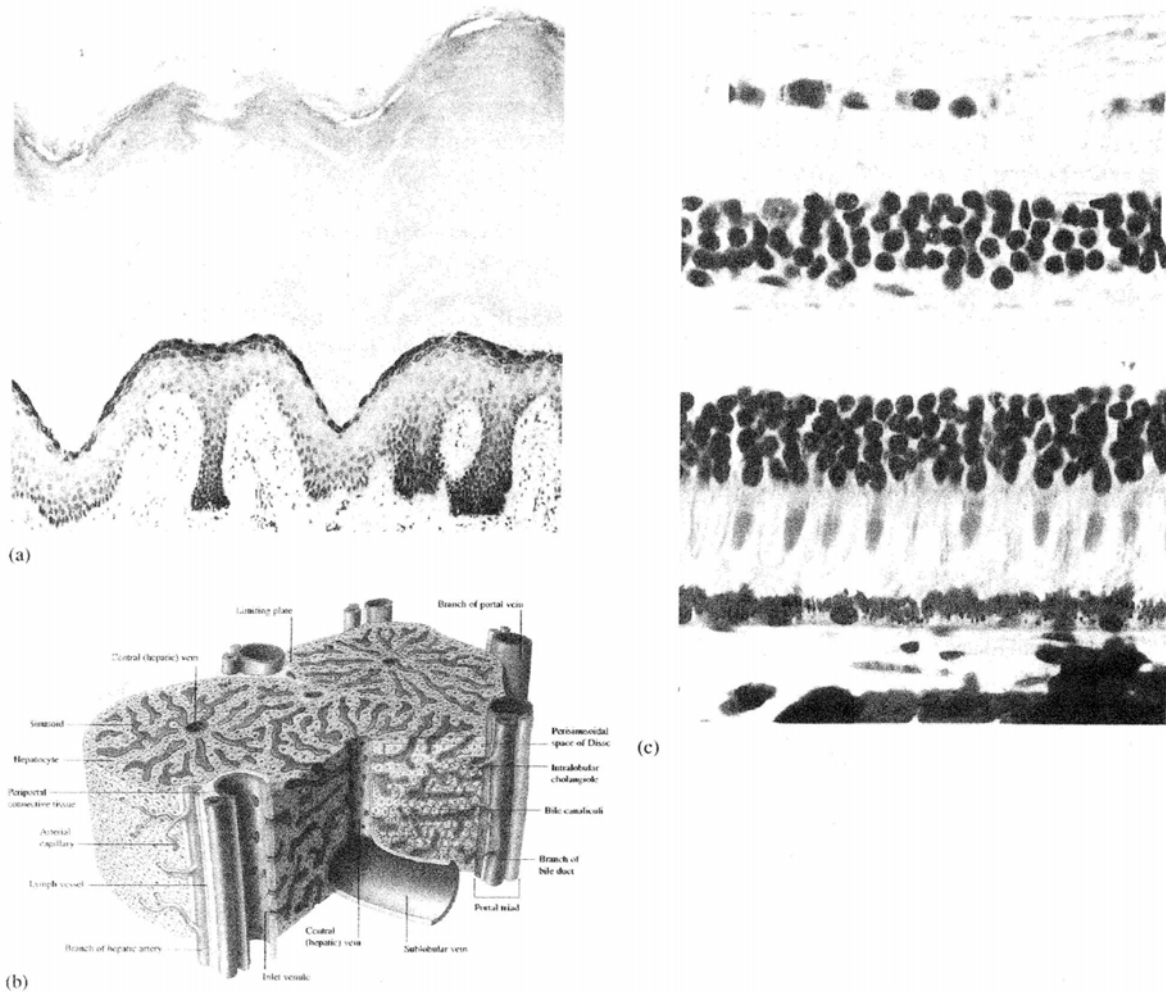 (a)
Limiting plate
Branch of portal vein
Central (hepatic) vein
Sinusoid
Hepatocyte
Periportal
connective tissue
Arterial
capillary
Lymph vessel
Branch of hepatic artery
Inlet venule
Central
(hepatic) vein
Sublobular vein
Perisinusoidal
space of Disse
Intralobular
cholangiole
Bile canaliculi
Branch of
bile duct
Portal triad
(b)
(c)